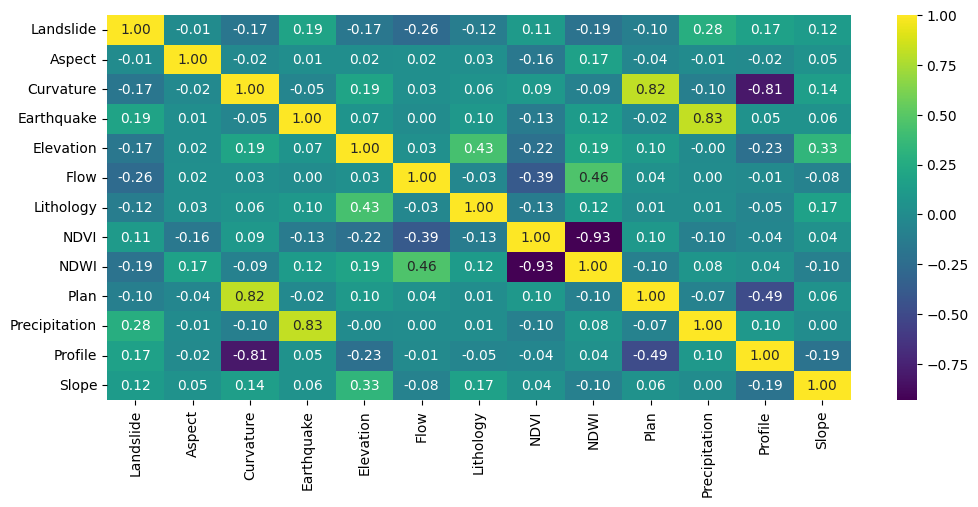 Landslide 1.00 -0.01 -0.17 0.19 -0.17 -0.26 -0.12 0.11 -0.19 -0.10 0.28 0.17 0.12
Aspect -0.01 1.00 -0.02 0.01 0.02 0.02 0.03 -0.16 0.17 -0.04 -0.01 -0.02 0.05
Curvature -0.17 -0.02 1.00 -0.05 0.19 0.03 0.06 0.09 -0.09 0.82 -0.10 -0.81 0.14
Earthquake 0.19 0.01 -0.05 1.00 0.07 0.00 0.10 -0.13 0.12 -0.02 0.83 0.05 0.06
Elevation -0.17 0.02 0.19 0.07 1.00 0.03 0.43 -0.22 0.19 0.10 -0.00 -0.23 0.33
Flow -0.26 0.02 0.03 0.00 0.03 1.00 -0.03 -0.39 0.46 0.04 0.00 -0.01 -0.08
Lithology -0.12 0.03 0.06 0.10 0.43 -0.03 1.00 -0.13 0.12 0.01 0.01 -0.05 0.17
NDVI 0.11 -0.16 0.09 -0.13 -0.22 -0.39 -0.13 1.00 -0.93 0.10 -0.10 -0.04 0.04
NDWI -0.19 0.17 -0.09 0.12 0.19 0.46 0.12 -0.93 1.00 -0.10 0.08 0.04 -0.10
Plan -0.10 -0.04 0.82 -0.02 0.10 0.04 0.01 0.10 -0.10 1.00 -0.07 -0.49 0.06
Precipitation 0.28 -0.01 -0.10 0.83 -0.00 0.00 0.01 -0.10 0.08 -0.07 1.00 0.10 0.00
Profile 0.17 -0.02 -0.81 0.05 -0.23 -0.01 -0.05 -0.04 0.04 -0.49 0.10 1.00 -0.19
Slope 0.12 0.05 0.14 0.06 0.33 -0.08 0.17 0.04 -0.10 0.06 0.00 -0.19 1.00
Landslide
Aspect
Curvature
Earthquake
Elevation
Flow
Lithology
NDVI
NDWI
Plan
Precipitation
Profile
Slope
1.00
0.75
0.50
0.25
0.00
−0.25
−0.50
−0.75